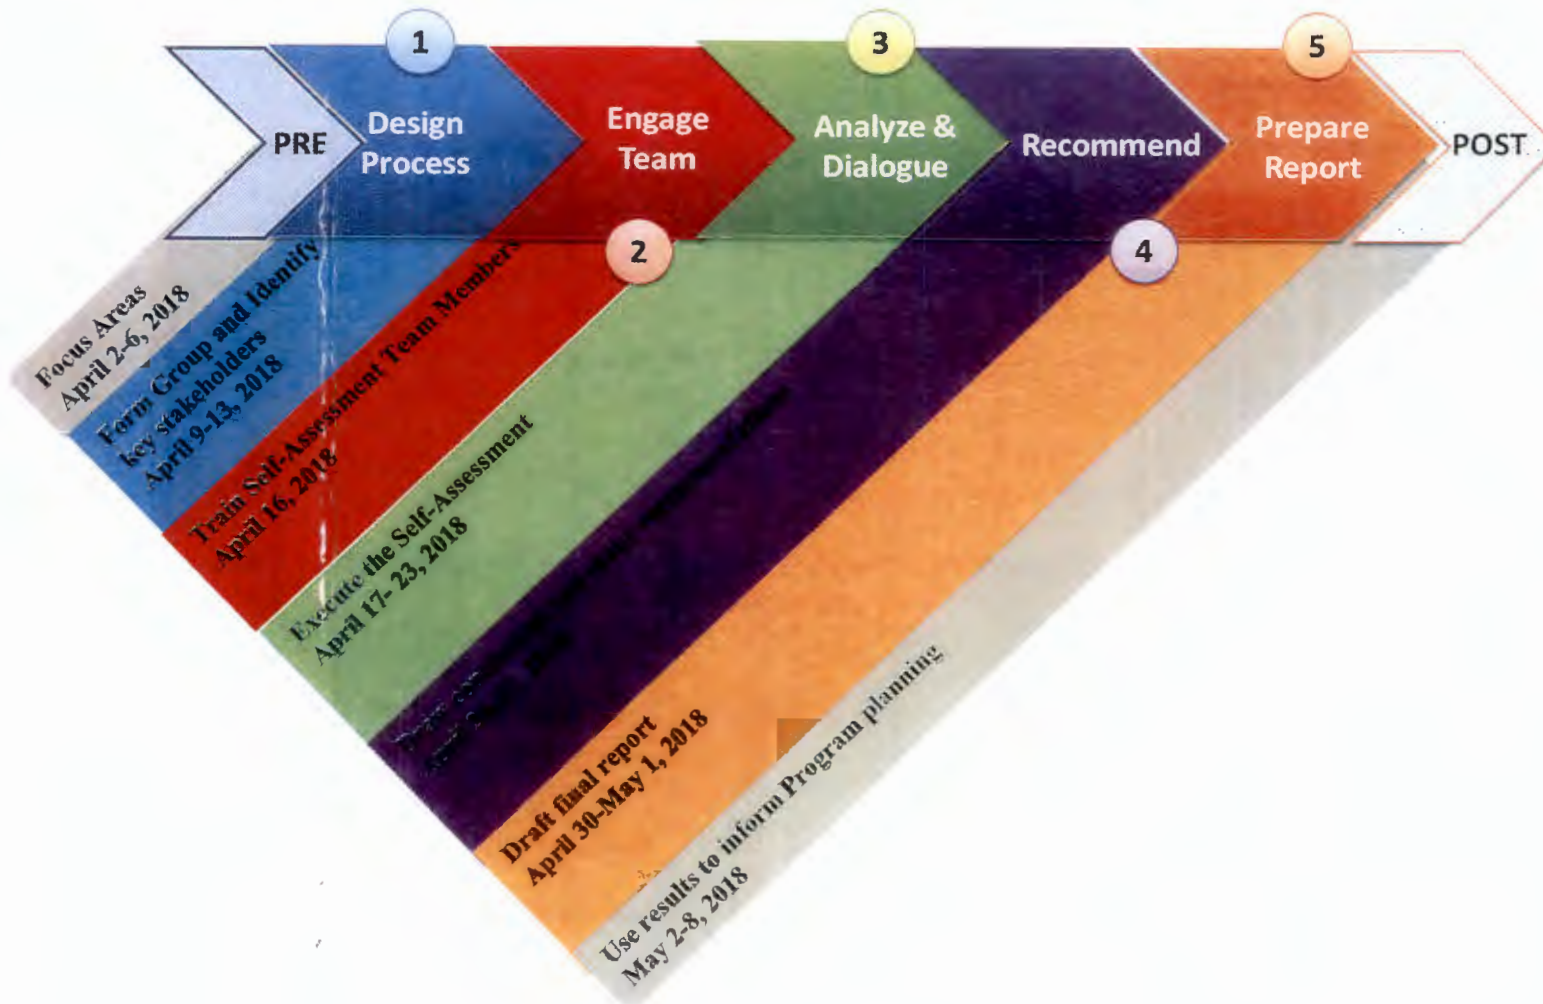 1
3
5
PRE
Design
Process
Engage
Team
Analyze &
Dialogue
Recommend
Prepare
Report
POST
2
4
Focus Areas
April 2-6, 2018
Form Group and Identify
key stakeholders
April 9-13, 2018
Train Self-Assessment Team Members
April 16, 2018
Execute the Self-Assessment
April 17- 23, 2018
Draft final report
April 30-May 1, 2018
Use results to inform Program planning
May 2-8, 2018